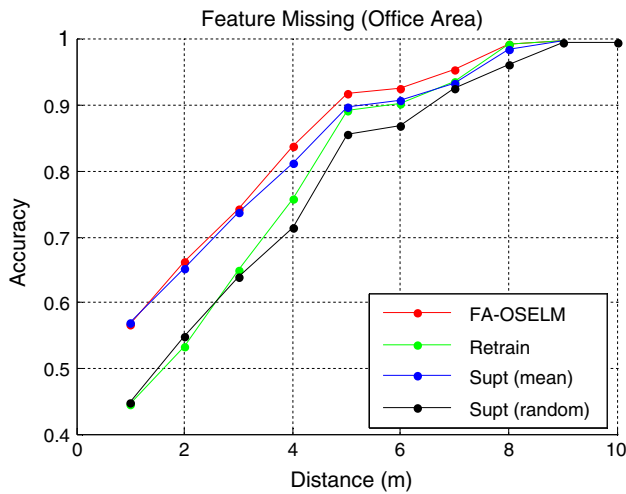 Feature Missing (Office Area)
1
0.9
0.8
0.7
0.6
0.5
0.4
Accuracy
0 2 4 6 8 10
Distance (m)
FA-OSELM
Retrain
Supt (mean)
Supt (random)